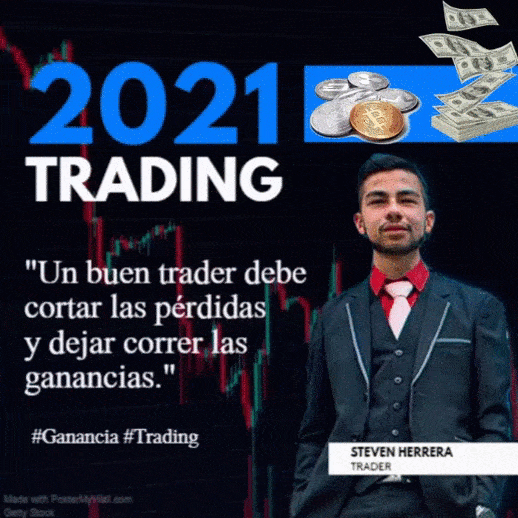 2021
TRADING
"Un buen trader debe
cortar las pérdidas
y dejar correr las
ganancias."
#Ganancia #Trading
STEVEN HERRERA
TRADER
Made with PosterMyWall.com
Getty Stock